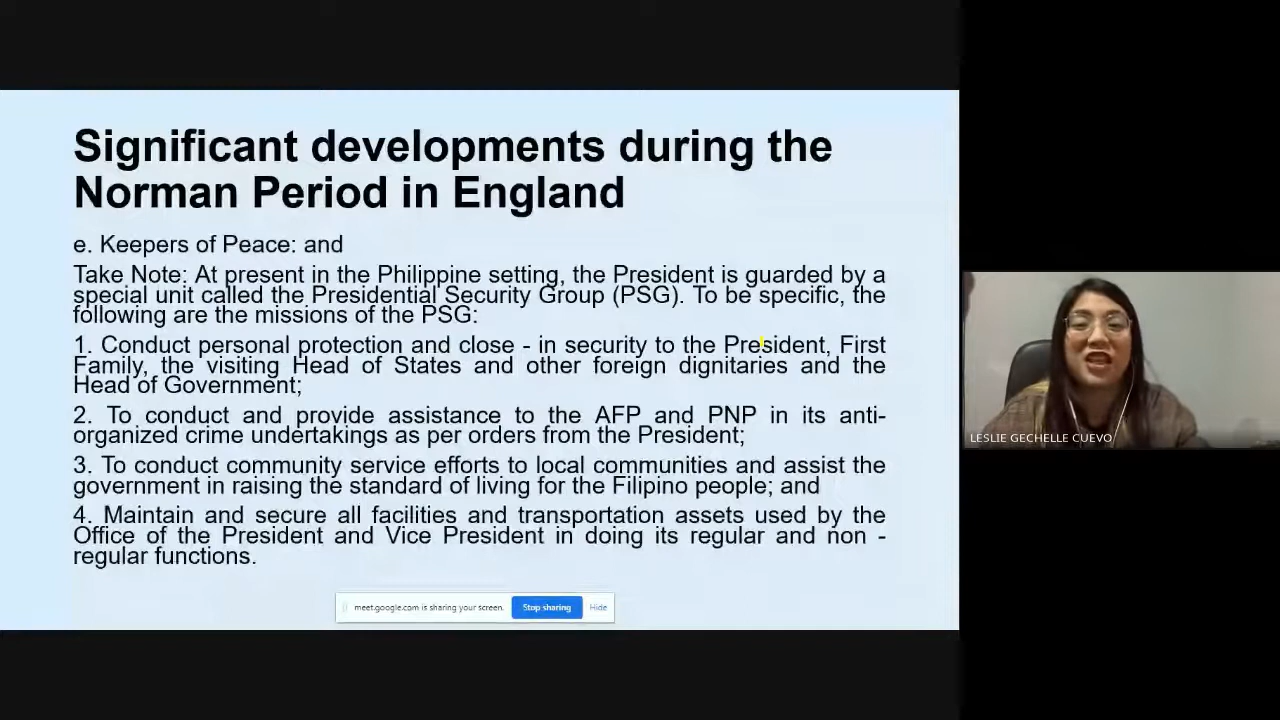 Significant developments during the
Norman Period in England
e. Keepers of Peace: and
Take Note: At present in the Philippine setting, the President is guarded by a
special unit called the Presidential Security Group (PSG). To be specific, the
following are the missions of the PSG:
1. Conduct personal protection and close - in security to the President, First
Family, the visiting Head of States and other foreign dignitaries and the
Head of Government;
2. To conduct and provide assistance to the AFP and PNP in its anti-
organized crime undertakings as per orders from the President;
3. To conduct community service efforts to local communities and assist the
government in raising the standard of living for the Filipino people; and
4. Maintain and secure all facilities and transportation assets used by the
Office of the President and Vice President in doing its regular and non -
regular functions.
meet.google.com is sharing your screen. Stop sharing Hide
LESLIE GECHELLE CUEVO